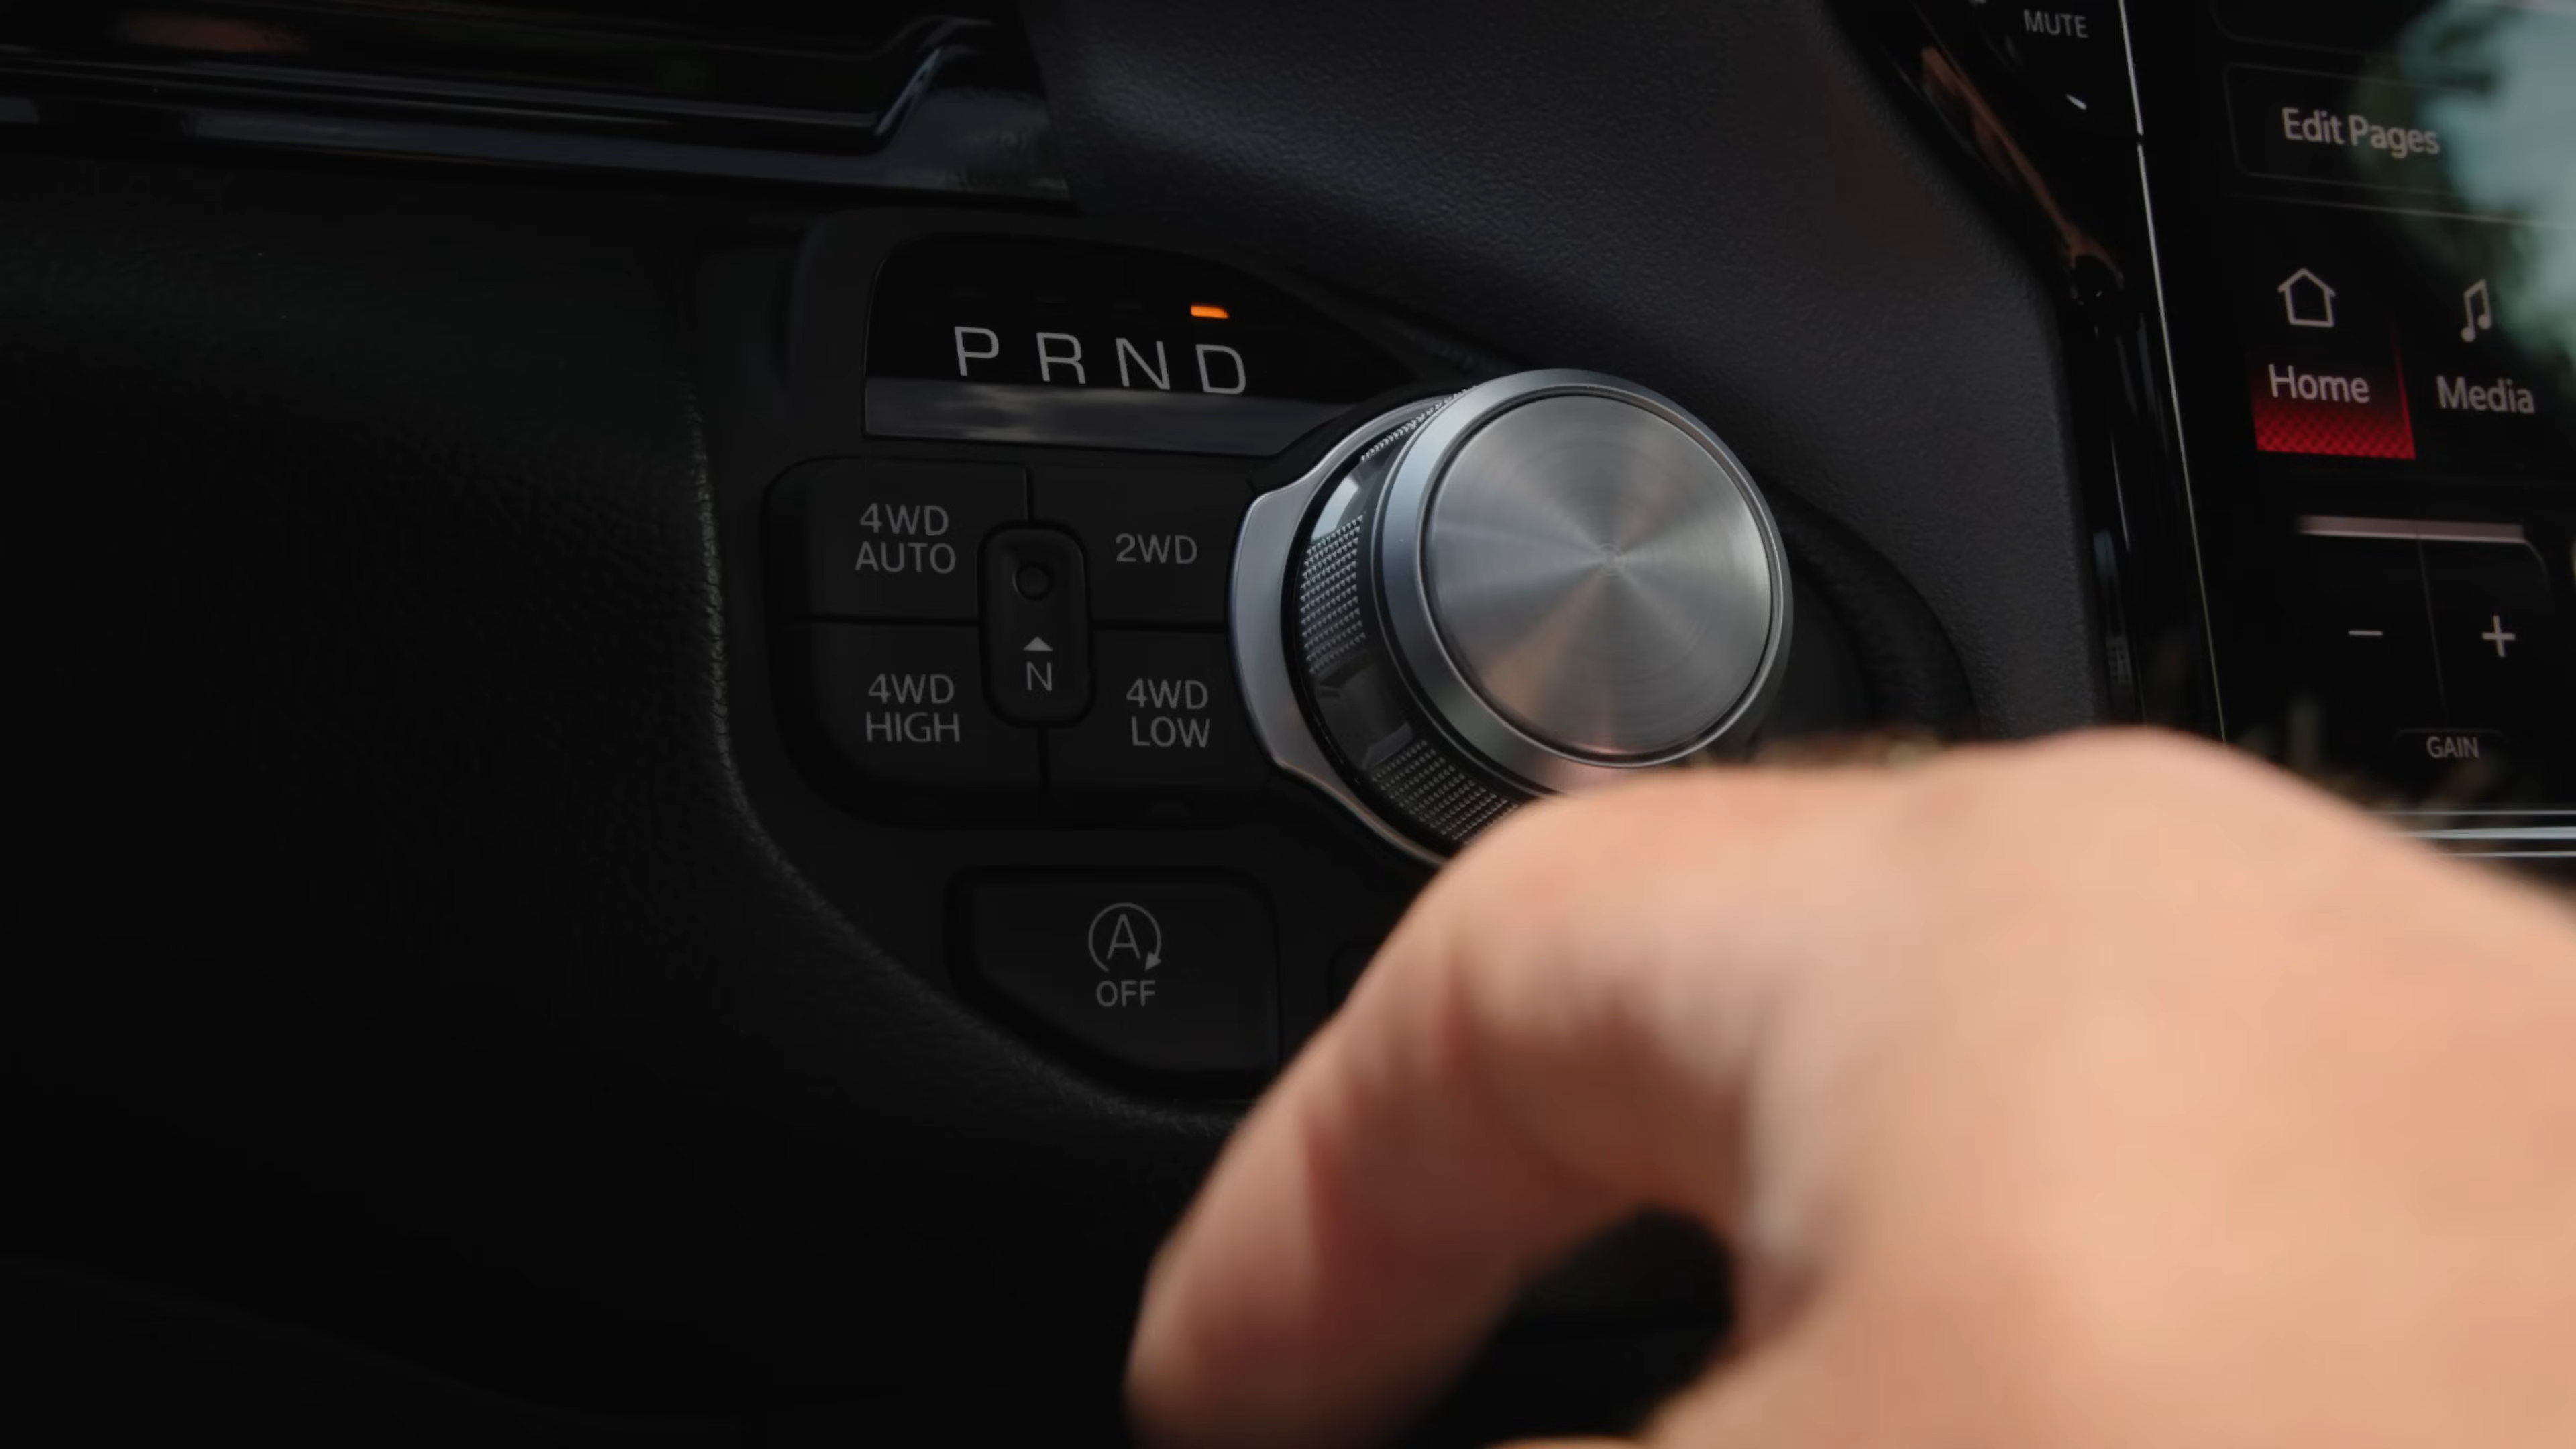 MUTE
Edit Pages
P R N D
Home
Media
4WD
AUTO
2WD
N
4WD
HIGH
4WD
LOW
GAIN
A
OFF